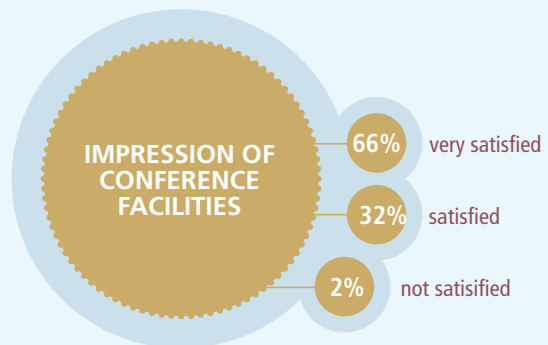 IMPRESSION OF
CONFERENCE
FACILITIES
66% very satisfied
32% satisfied
2% not satisified